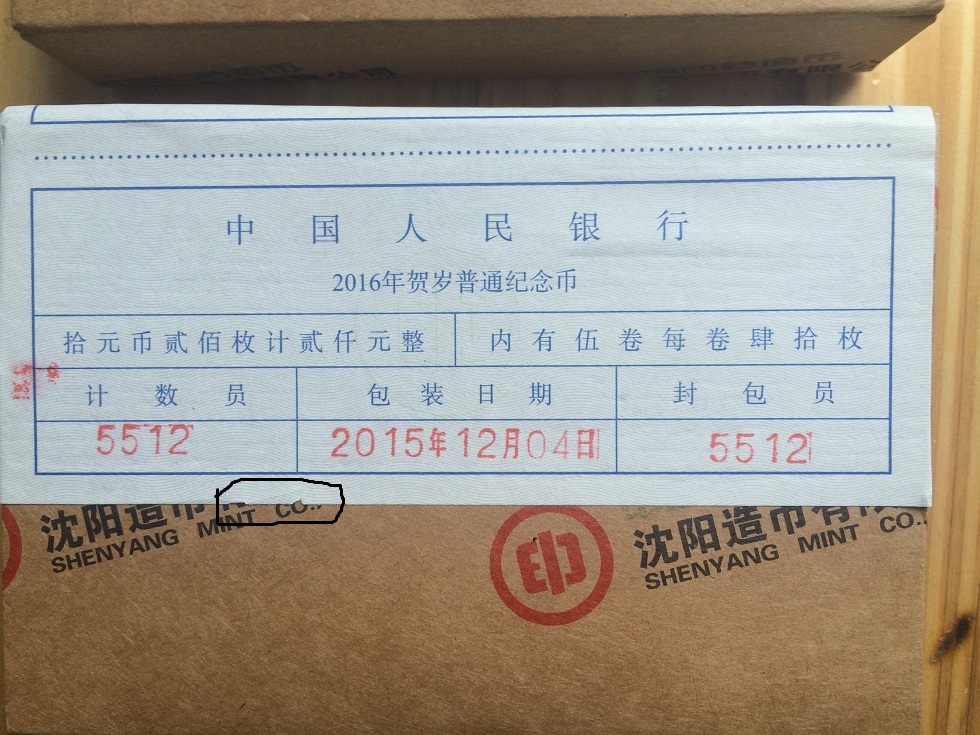 中国人民银行
2016年贺岁普通纪念币
拾元币贰佰枚计贰仟元整 内有伍卷每卷肆拾枚
计数员 包装日期 封包员
5512 2015年12月04日 5512
沈阳造币 沈阳造币有限
SHENYANG MINT CO., SHENYANG MINT CO.,